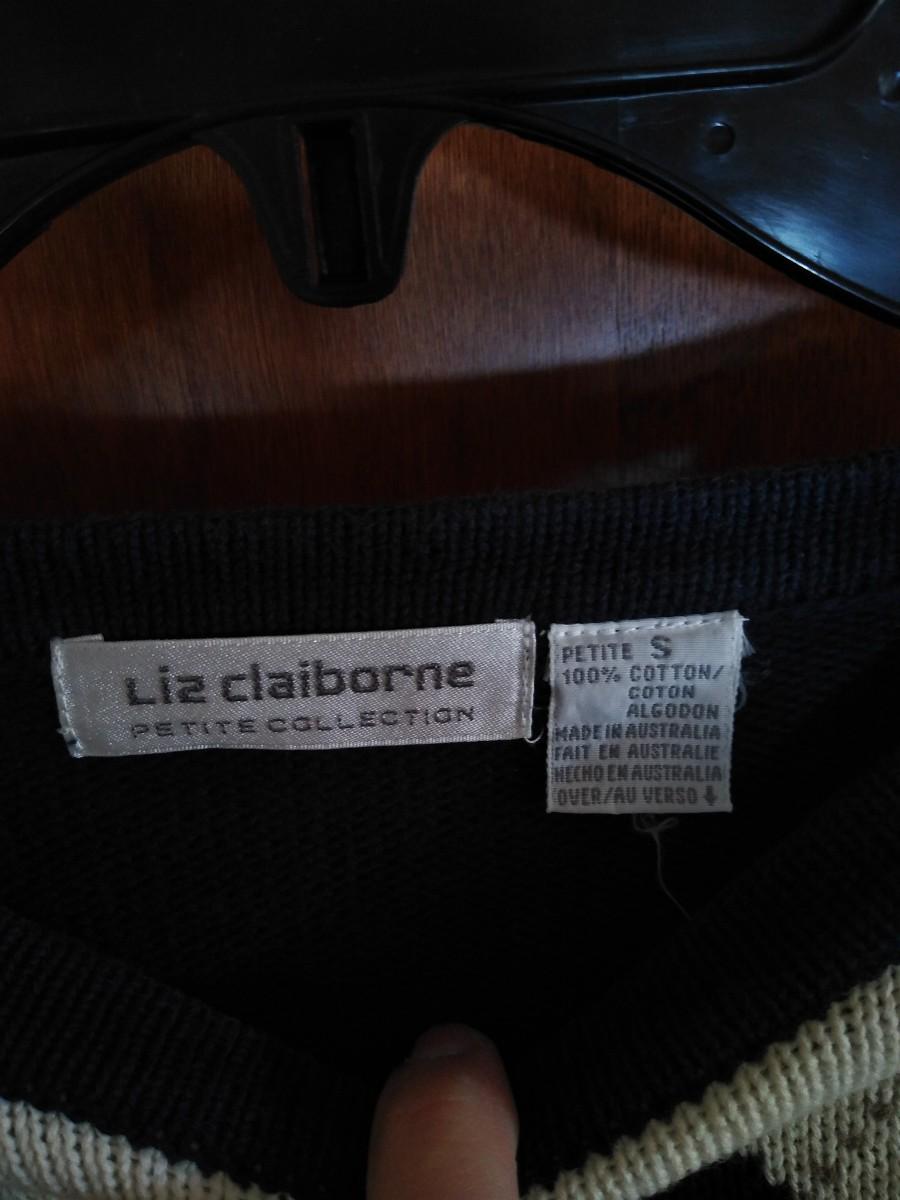 Liz claiborne
PETITE COLLECTION
PETITE S
100% COTTON/
COTON
ALGODON
MADE IN AUSTRALIA
FAIT EN AUSTRALIE
HECHO EN AUSTRALIA
OVER/AU VERSO ↓